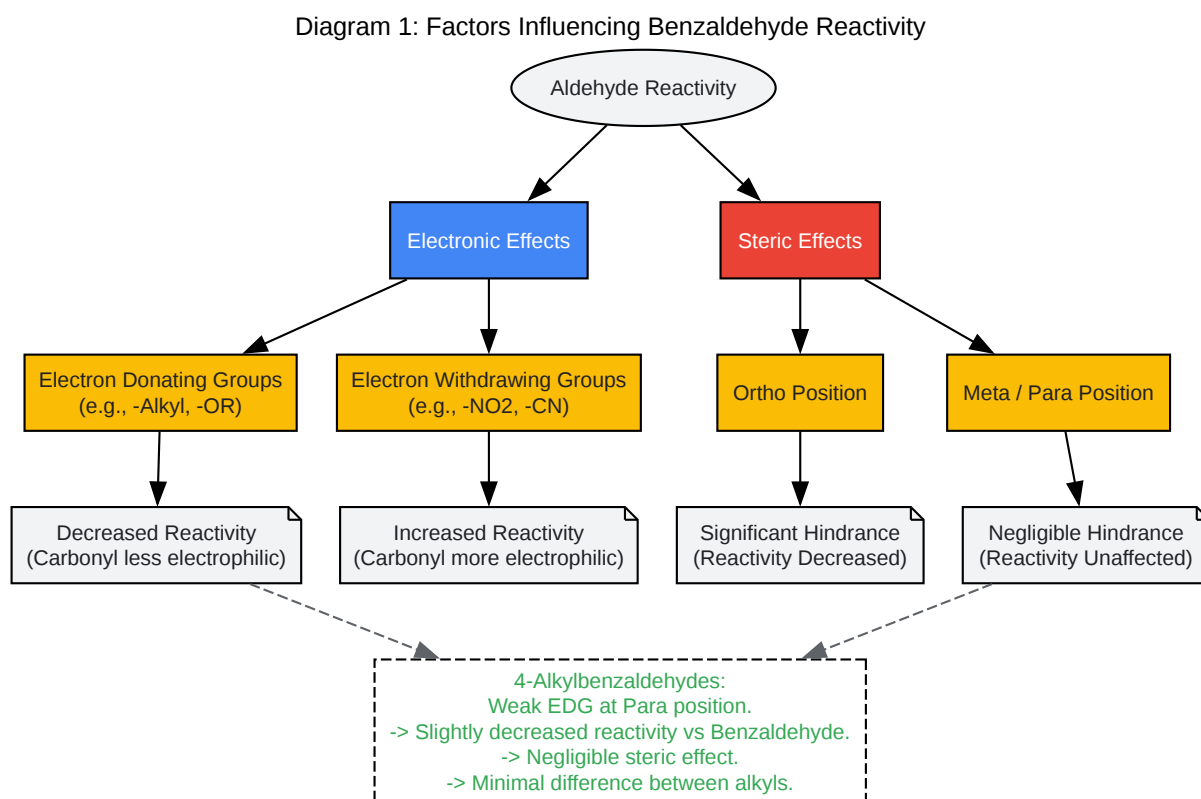 Diagram 1: Factors Influencing Benzaldehyde Reactivity
Aldehyde Reactivity
Electronic Effects
Steric Effects
Electron Donating Groups
(e.g., -Alkyl, -OR)
Electron Withdrawing Groups
(e.g., -NO2, -CN)
Ortho Position
Meta / Para Position
Decreased Reactivity
(Carbonyl less electrophilic)
Increased Reactivity
(Carbonyl more electrophilic)
Significant Hindrance
(Reactivity Decreased)
Negligible Hindrance
(Reactivity Unaffected)
4-Alkylbenzaldehydes:
Weak EDG at Para position.
-> Slightly decreased reactivity vs Benzaldehyde.
-> Negligible steric effect.
-> Minimal difference between alkyls.